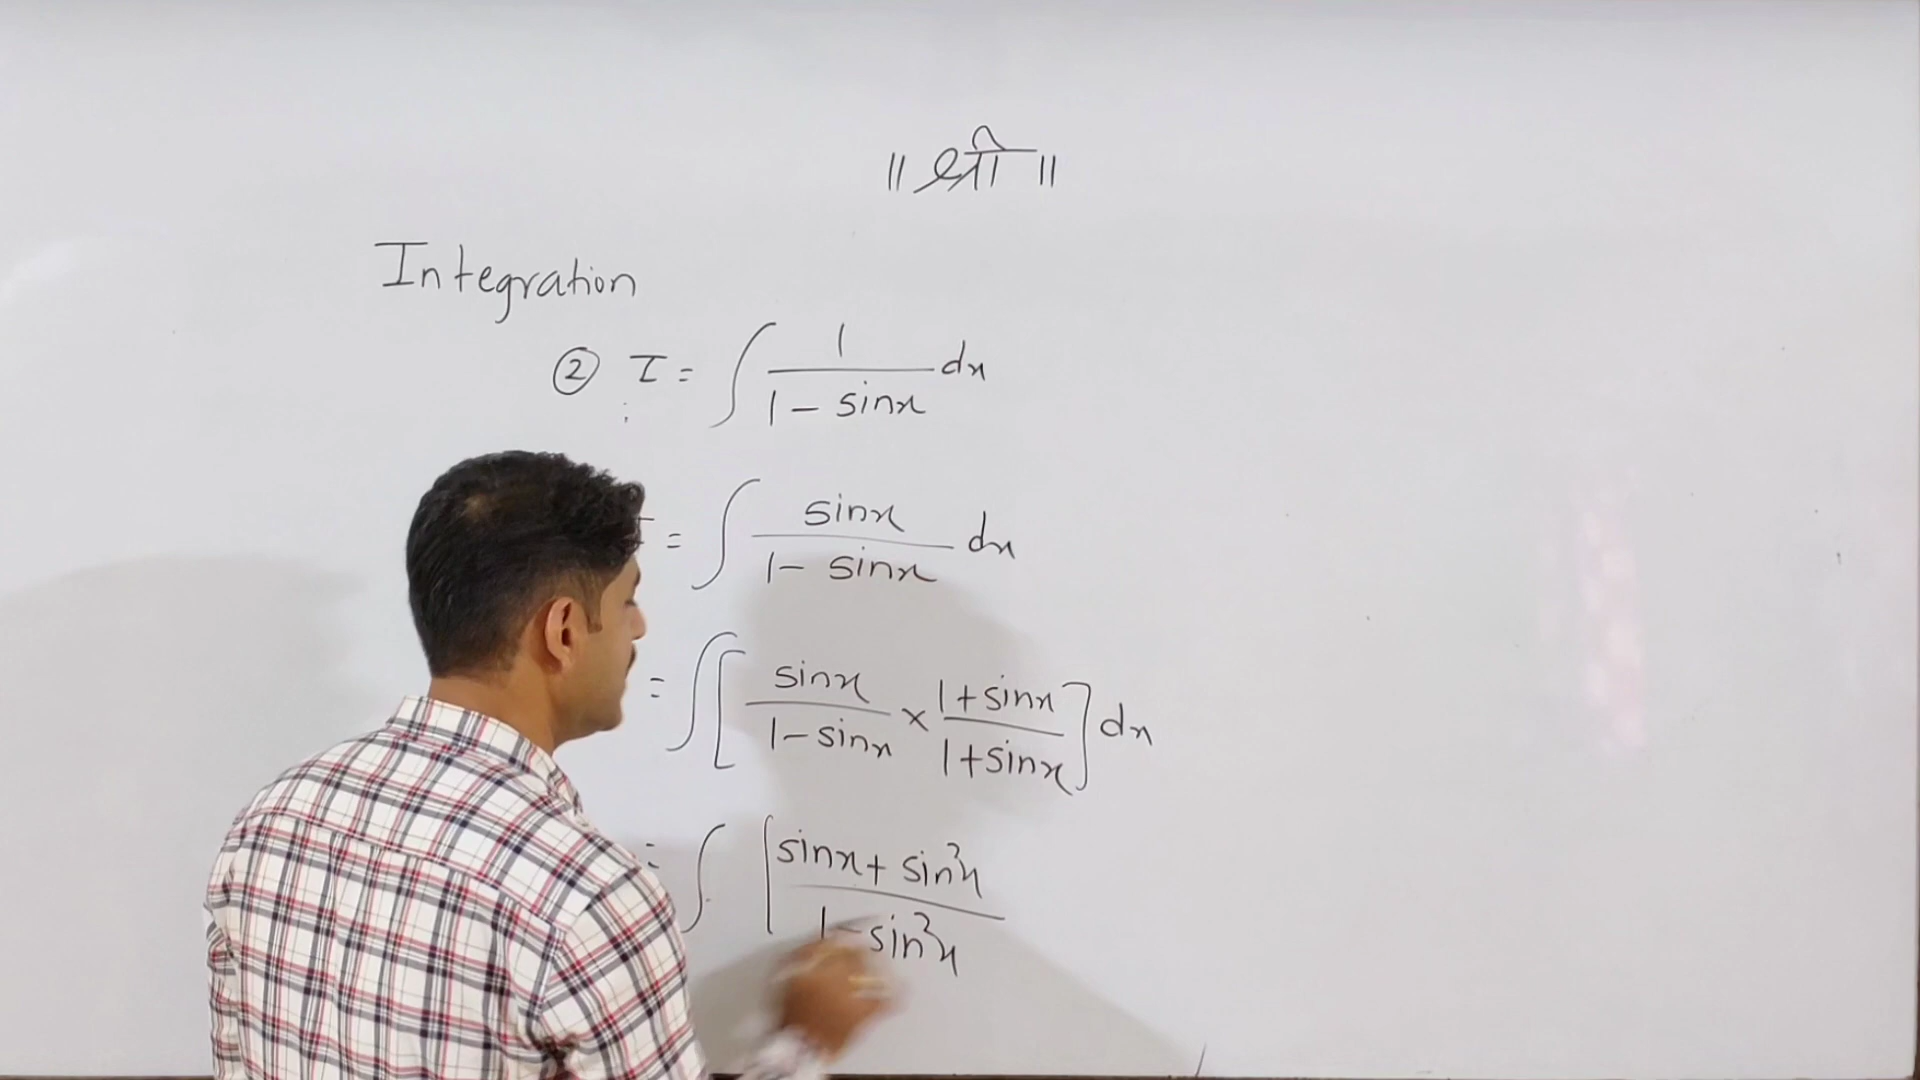 || श्री ||
Integration
② I = ∫ 1/(1 - sinx) dx
= ∫ sinx/(1 - sinx) dx
= ∫ [ sinx/(1 - sinx) × (1 + sinx)/(1 + sinx) ] dx
= ∫ [ (sinx + sin²x)/(1 - sin²x)